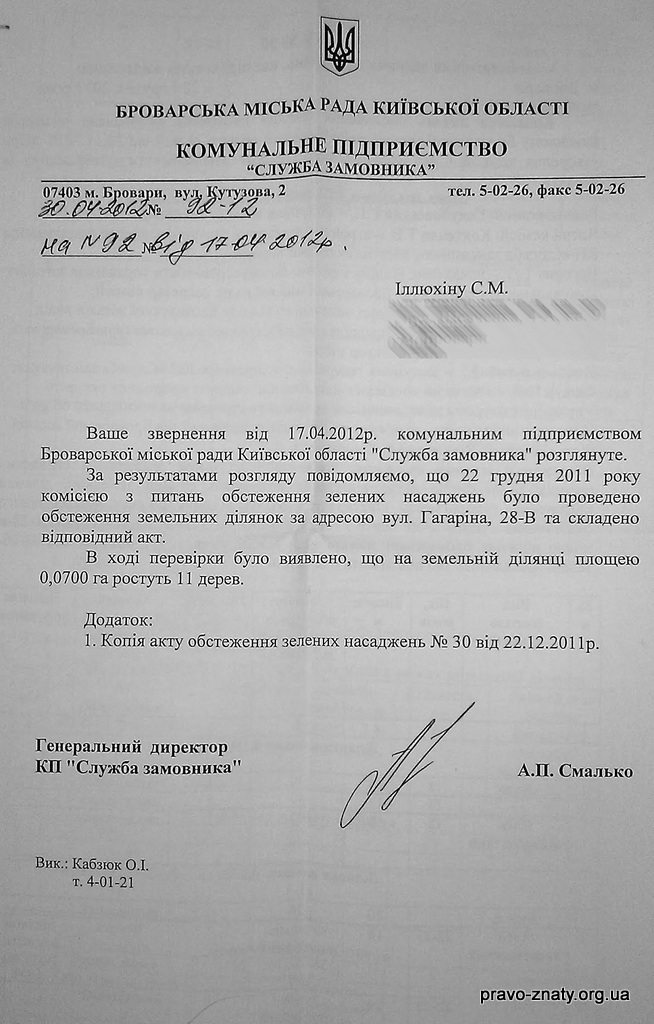 БРОВАРСЬКА МІСЬКА РАДА КИЇВСЬКОЇ ОБЛАСТІ
КОМУНАЛЬНЕ ПІДПРИЄМСТВО
“СЛУЖБА ЗАМОВНИКА”
07403 м. Бровари, вул. Кутузова, 2 тел. 5-02-26, факс 5-02-26
30.04.2012 № 92-12
на N 92 № від 17 04 2012р.
Іллюхіну С.М.
Ваше звернення від 17.04.2012р. комунальним підприємством
Броварської міської ради Київської області "Служба замовника" розглянуте.
За результатами розгляду повідомляємо, що 22 грудня 2011 року
комісією з питань обстеження зелених насаджень було проведено
обстеження земельних ділянок за адресою вул. Гагаріна, 28-В та складено
відповідний акт.
В ході перевірки було виявлено, що на земельній ділянці площею
0,0700 га ростуть 11 дерев.
Додаток:
1. Копія акту обстеження зелених насаджень № 30 від 22.12.2011р.
Генеральний директор
КП "Служба замовника" А.П. Смалько
Вик.: Кабзюк О.І.
т. 4-01-21
pravo-znaty.org.ua